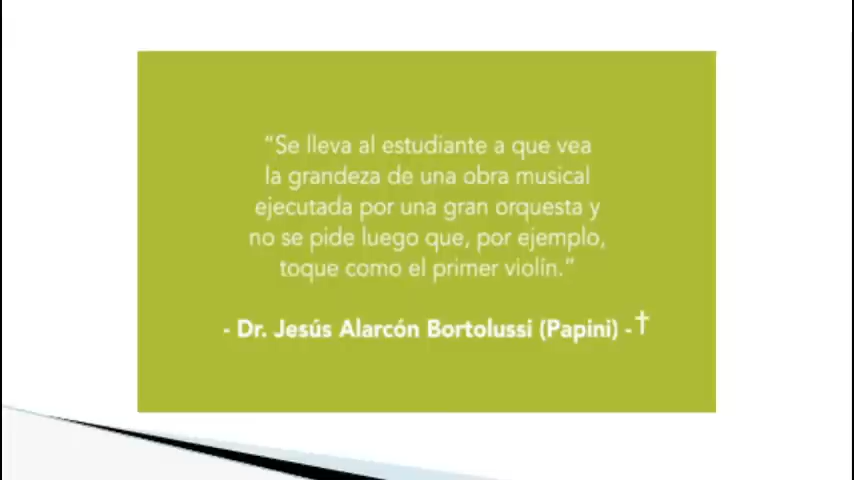 “Se lleva al estudiante a que vea
la grandeza de una obra musical
ejecutada por una gran orquesta y
no se pide luego que, por ejemplo,
toque como el primer violín.”
- Dr. Jesús Alarcón Bortolussi (Papini) -†